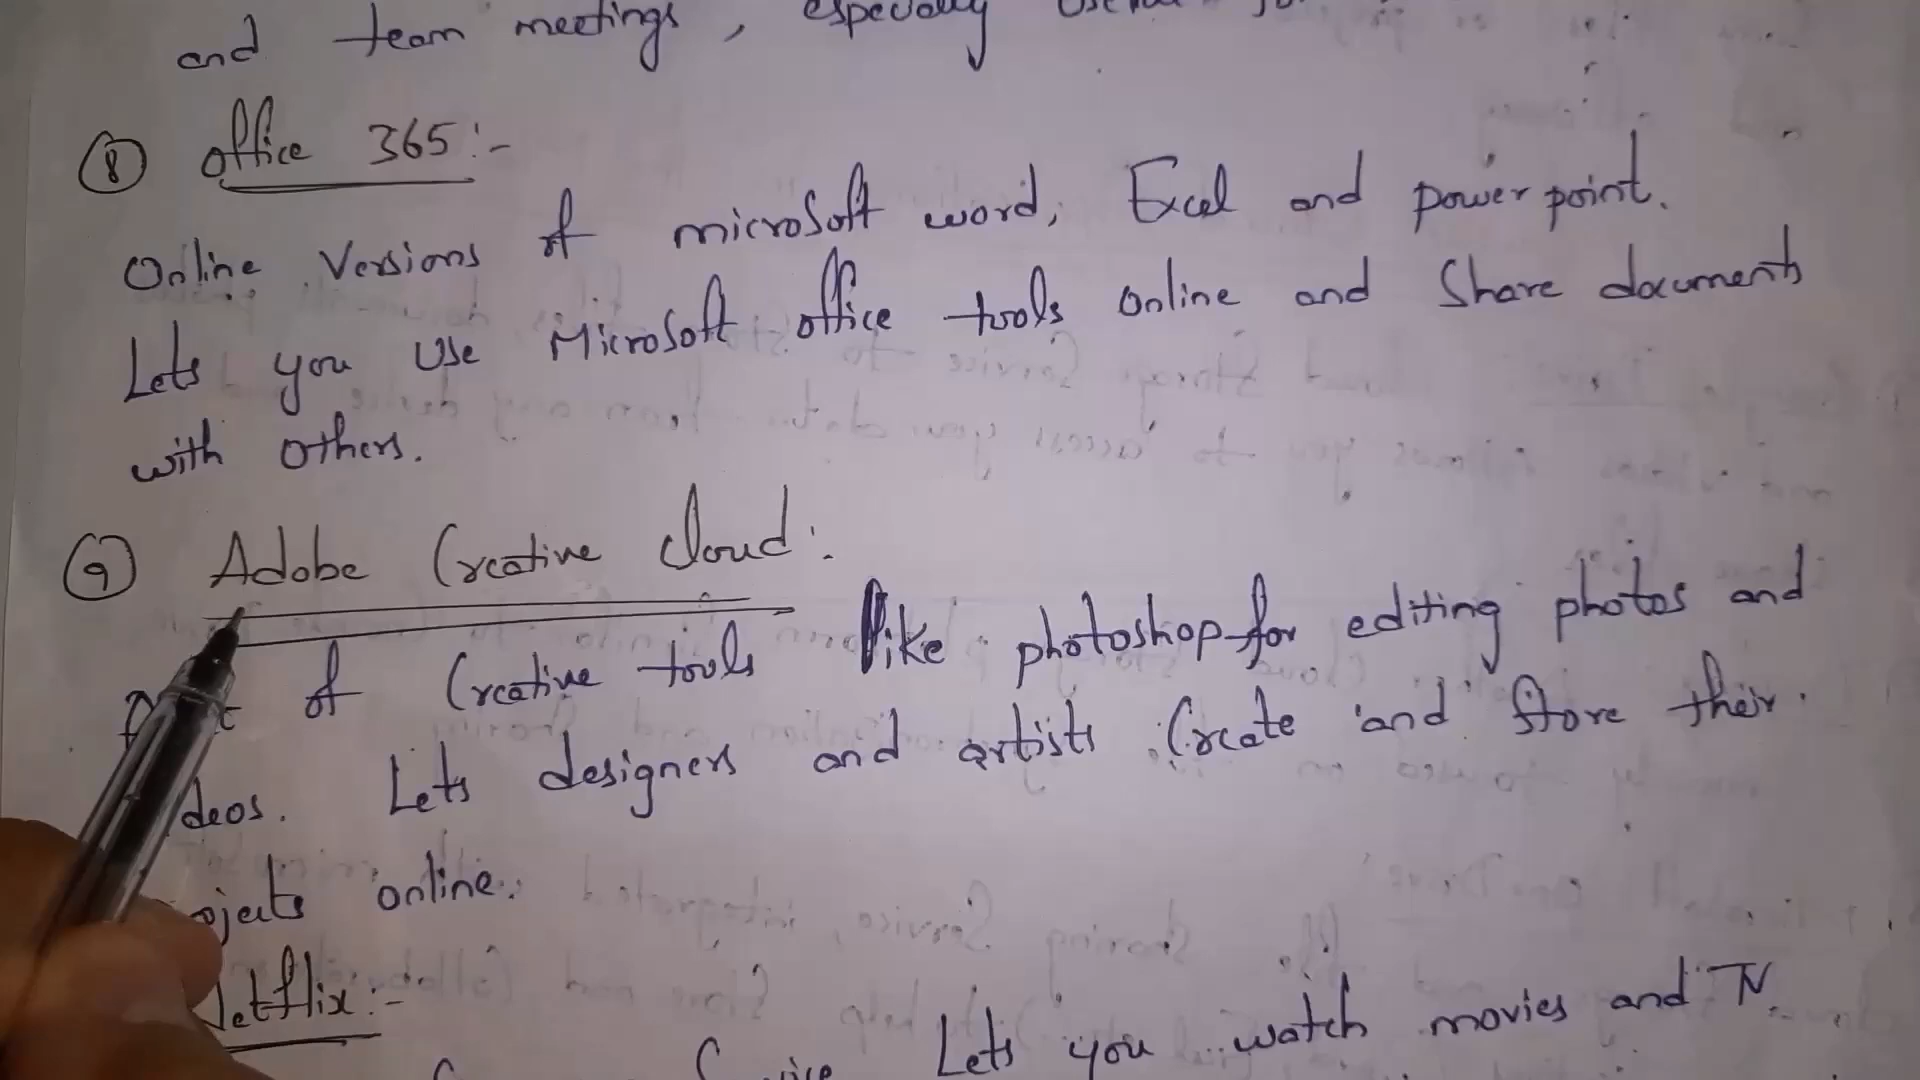 and team meetings, especially
⑧ office 365:-
Online Versions of microsoft word, Excel and power point.
Lets you Use Microsoft office tools online and Share documents
with others.
⑨ Adobe Creative Cloud:
of Creative tools like photoshop for editing photos and
deos. Lets designers and artists Create and Store their
ojects online.
etflix:-
Lets you watch movies and TV